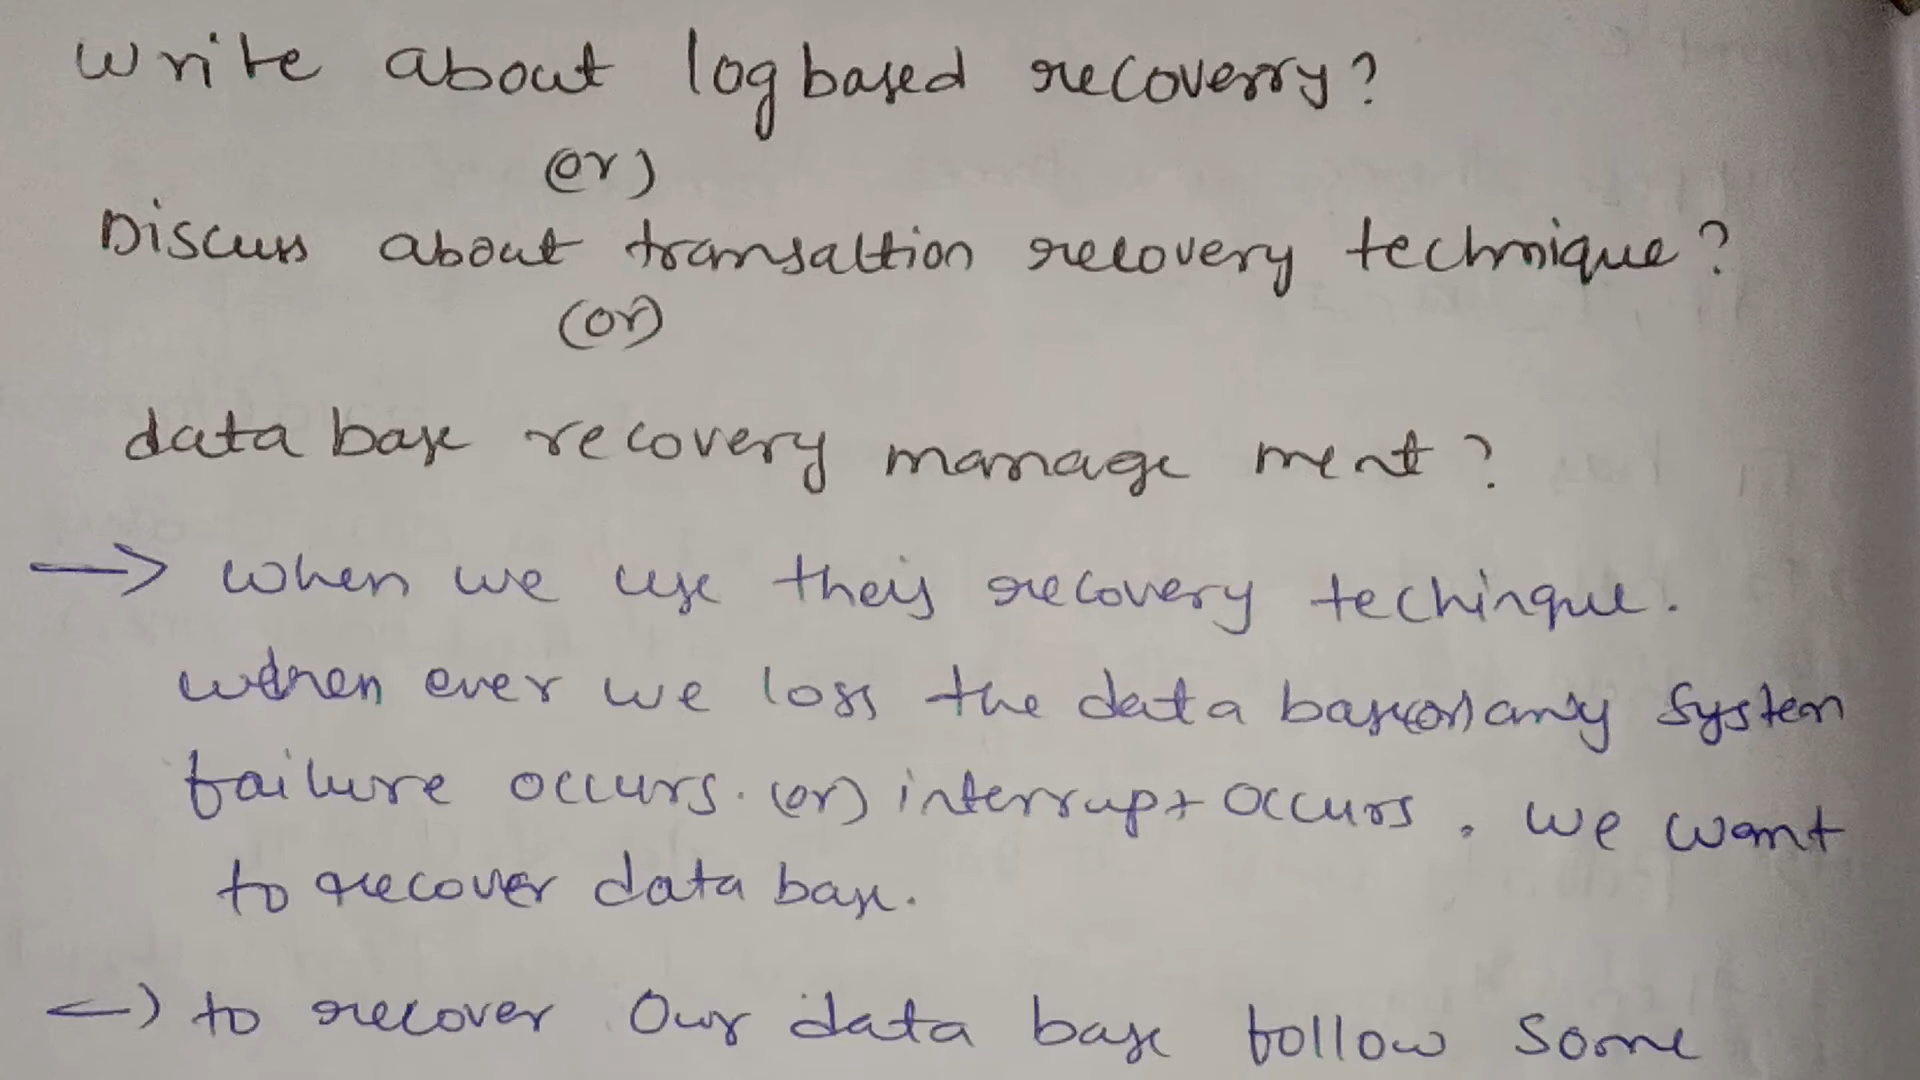 Write about log based recoverry?
(or)
Discuss about transaltion recovery technique?
(or)
data base recovery manage ment?
→ when we use theis recovery techinque.
when ever we loss the data base(or) any system
failure occurs. (or) interrupt occurs. we want
to recover data base.
→ to recover our data base follow some